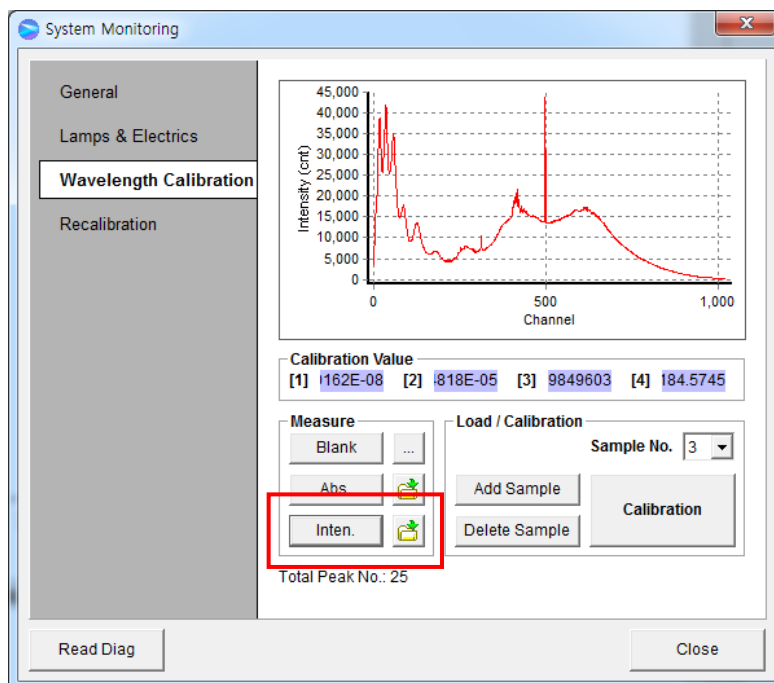 System Monitoring
General
Lamps & Electrics
Wavelength Calibration
Recalibration
Intensity (cnt)
45,000
40,000
35,000
30,000
25,000
20,000
15,000
10,000
5,000
0
0 500 1,000
Channel
Calibration Value
[1] 162E-08 [2] 4818E-05 [3] 9849603 [4] 184.5745
Measure
Blank ...
Abs.
Inten.
Load / Calibration
Sample No. 3
Add Sample
Delete Sample
Calibration
Total Peak No.: 25
Read Diag
Close